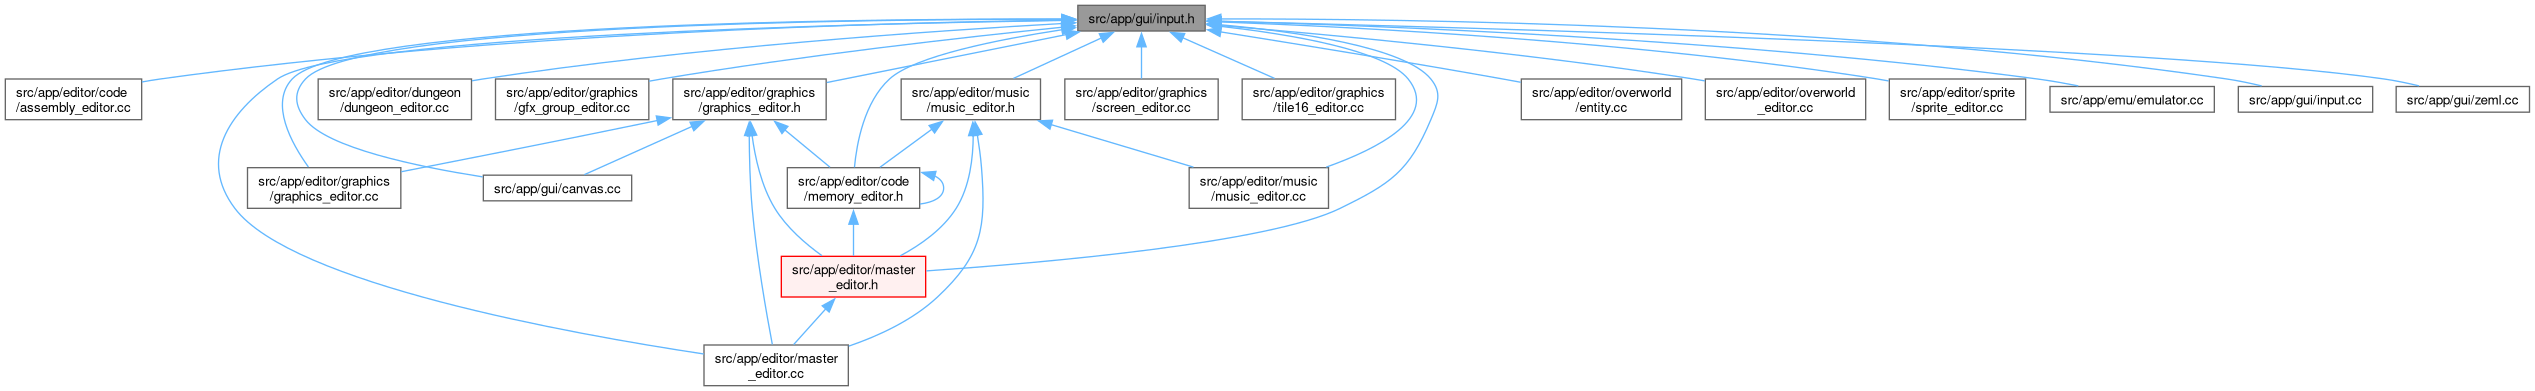 src/app/gui/input.h
src/app/editor/code
/assembly_editor.cc
src/app/editor/dungeon
/dungeon_editor.cc
src/app/editor/graphics
/gfx_group_editor.cc
src/app/editor/graphics
/graphics_editor.h
src/app/editor/music
/music_editor.h
src/app/editor/graphics
/screen_editor.cc
src/app/editor/graphics
/tile16_editor.cc
src/app/editor/overworld
/entity.cc
src/app/editor/overworld
_editor.cc
src/app/editor/sprite
/sprite_editor.cc
src/app/emu/emulator.cc
src/app/gui/input.cc
src/app/gui/zeml.cc
src/app/editor/graphics
/graphics_editor.cc
src/app/gui/canvas.cc
src/app/editor/code
/memory_editor.h
src/app/editor/music
/music_editor.cc
src/app/editor/master
_editor.h
src/app/editor/master
_editor.cc